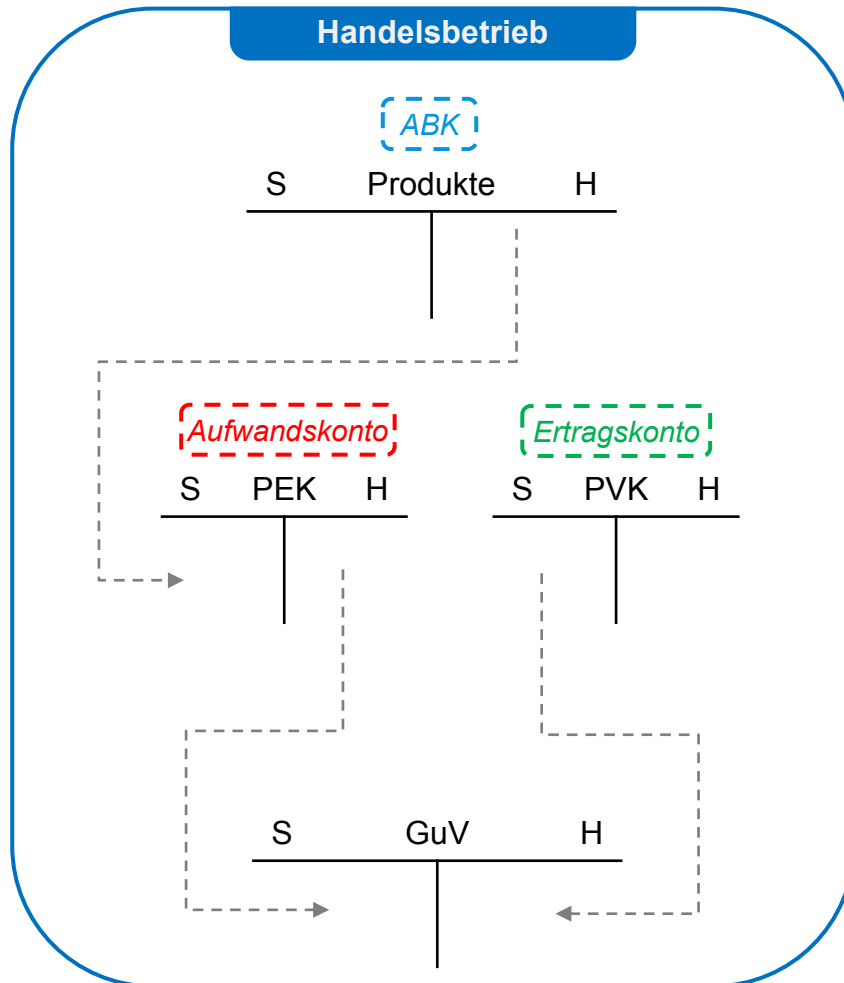 Handelsbetrieb
ABK
S Produkte H
Aufwandskonto Ertragskonto
S PEK H S PVK H
S GuV H